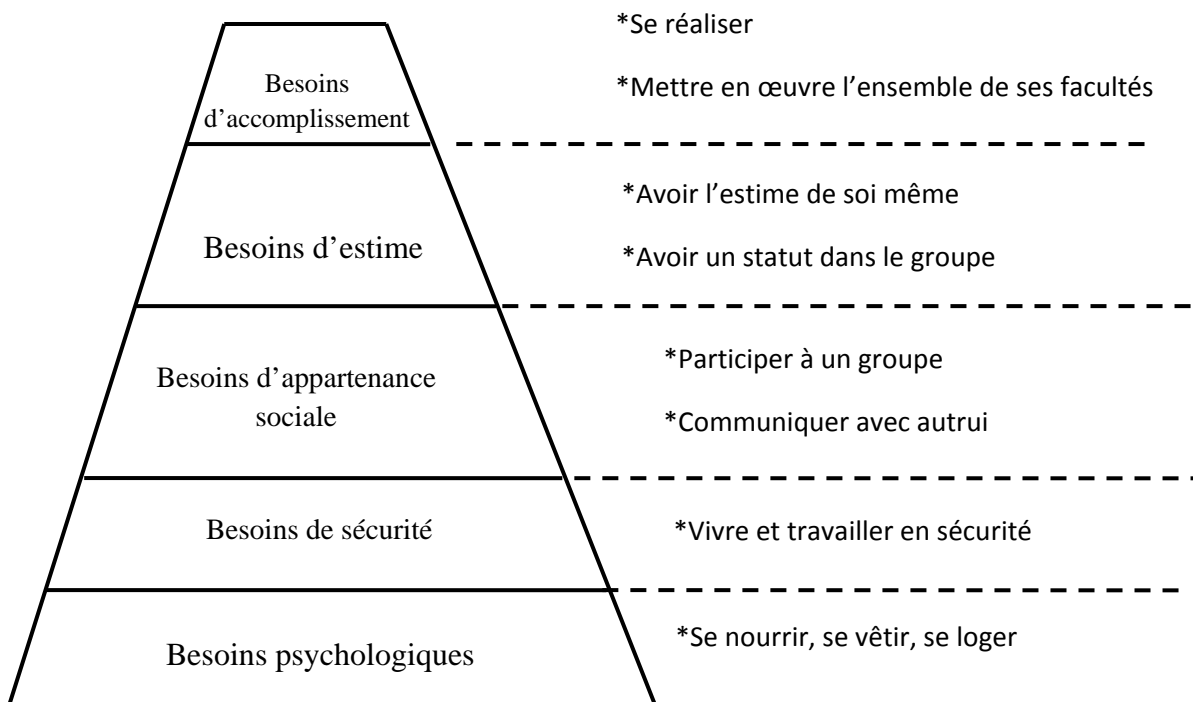 *Se réaliser
Besoins
d’accomplissement
*Mettre en œuvre l’ensemble de ses facultés
*Avoir l’estime de soi même
Besoins d’estime
*Avoir un statut dans le groupe
*Participer à un groupe
Besoins d’appartenance
sociale
*Communiquer avec autrui
Besoins de sécurité
*Vivre et travailler en sécurité
Besoins psychologiques
*Se nourrir, se vêtir, se loger